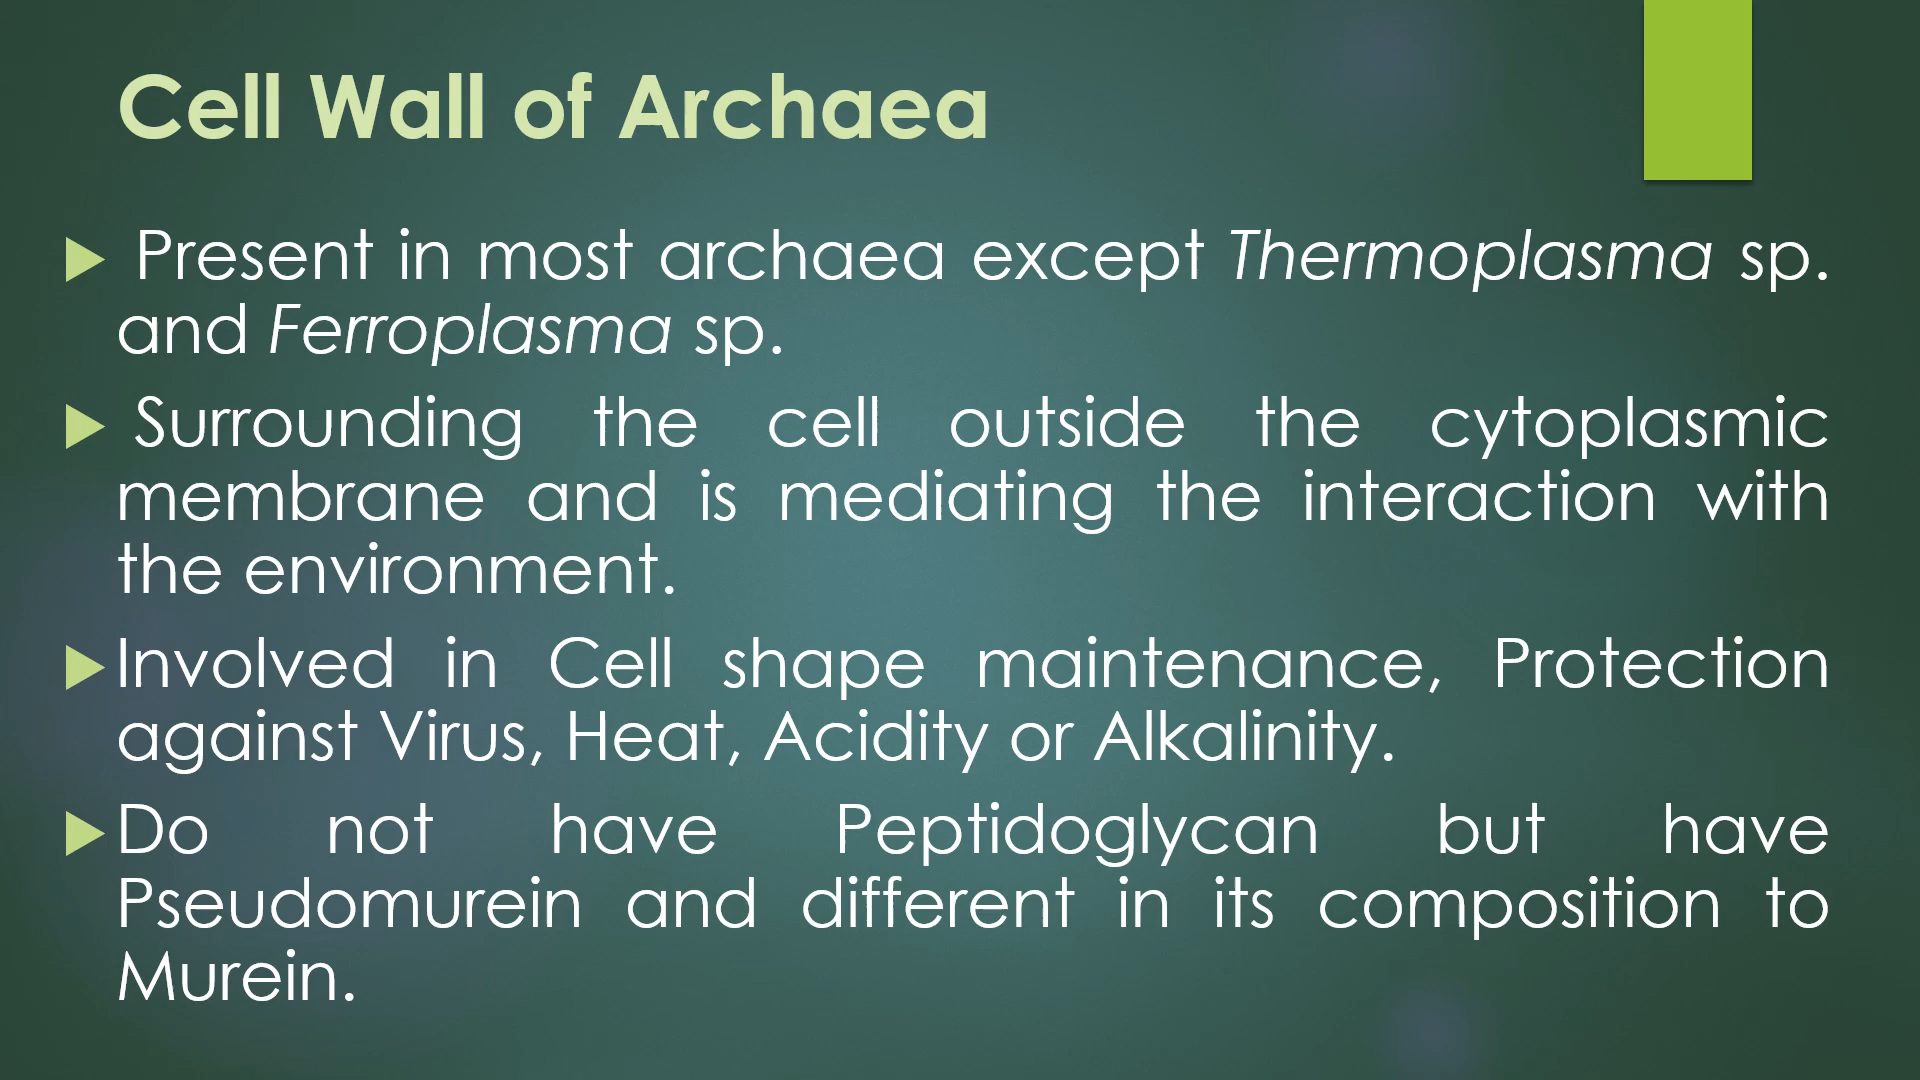 Cell Wall of Archaea
Present in most archaea except Thermoplasma sp.
and Ferroplasma sp.
Surrounding the cell outside the cytoplasmic
membrane and is mediating the interaction with
the environment.
Involved in Cell shape maintenance, Protection
against Virus, Heat, Acidity or Alkalinity.
Do not have Peptidoglycan but have
Pseudomurein and different in its composition to
Murein.